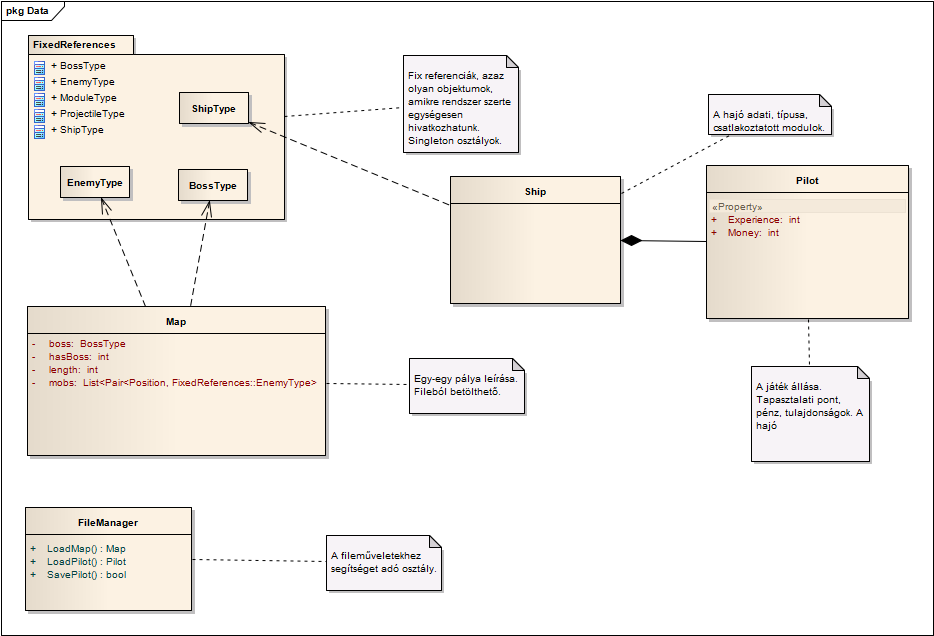 pkg Data
FixedReferences
+ BossType
+ EnemyType
+ ModuleType
+ ProjectileType
+ ShipType
ShipType
EnemyType
BossType
Fix referenciák, azaz
olyan objektumok,
amikre rendszer szerte
egységesen
hivatkozhatunk.
Singleton osztályok.
A hajó adati, típusa,
csatlakoztatott modulok.
Ship
Pilot
«Property»
+ Experience: int
+ Money: int
Map
- boss: BossType
- hasBoss: int
- length: int
- mobs: List<Pair<Position, FixedReferences::EnemyType>
Egy-egy pálya leírása.
Fileból betölthető.
A játék állása.
Tapasztalati pont,
pénz, tulajdonságok. A
hajó
FileManager
+ LoadMap() : Map
+ LoadPilot() : Pilot
+ SavePilot() : bool
A fileműveletekhez
segítséget adó osztály.